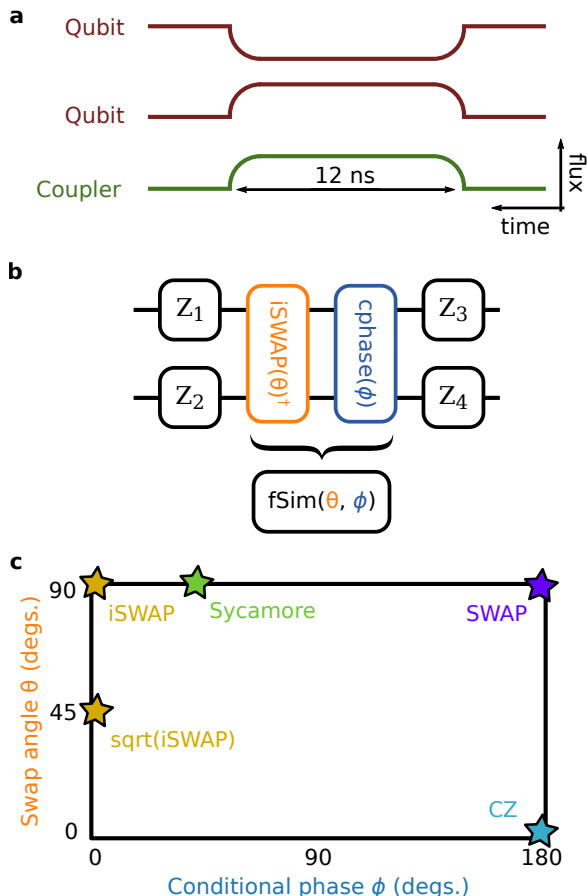 a
Qubit
Qubit
Coupler
12 ns
flux
time
b
Z1
Z2
iSWAP(θ)†
cphase(ϕ)
Z3
Z4
fSim(θ, ϕ)
c
Swap angle θ (degs.)
90
45
0
iSWAP
Sycamore
SWAP
sqrt(iSWAP)
CZ
0 90 180
Conditional phase ϕ (degs.)